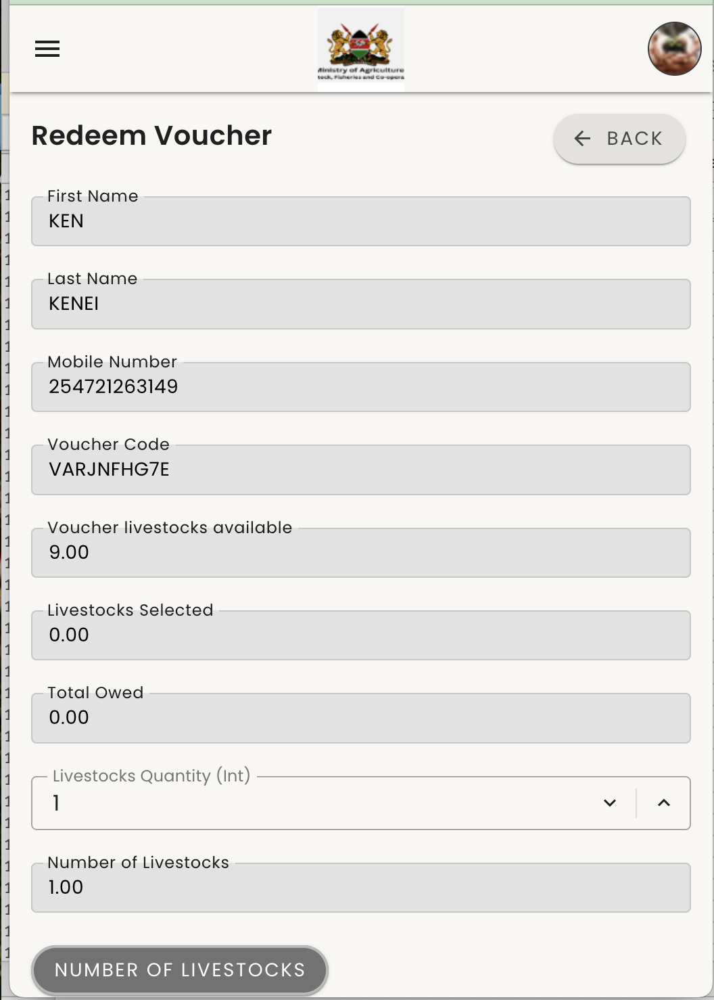 Ministry of Agriculture
Fisheries and Co-opera
Redeem Voucher
BACK
First Name
KEN
Last Name
KENEI
Mobile Number
254721263149
Voucher Code
VARJNFHG7E
Voucher livestocks available
9.00
Livestocks Selected
0.00
Total Owed
0.00
Livestocks Quantity (Int)
1
Number of Livestocks
1.00
NUMBER OF LIVESTOCKS